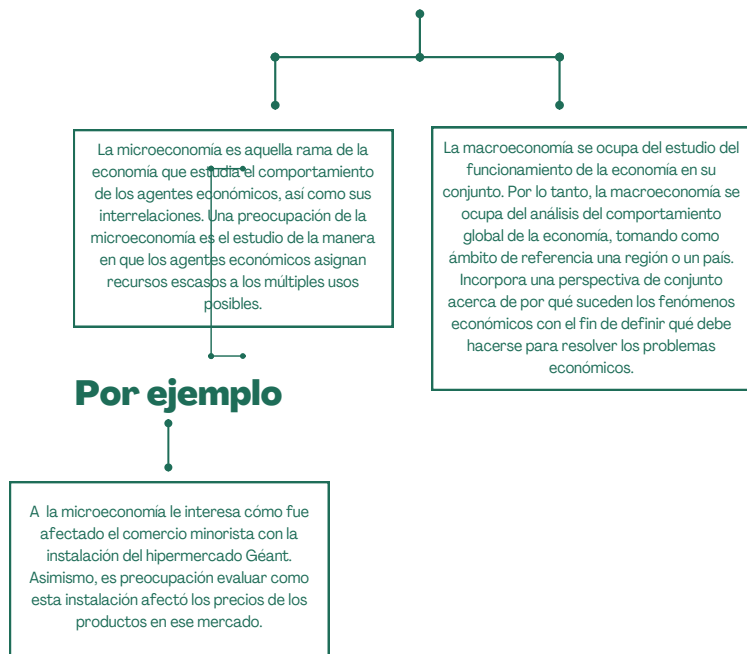 La microeconomía es aquella rama de la
economía que estudia el comportamiento
de los agentes económicos, así como sus
interrelaciones. Una preocupación de la
microeconomía es el estudio de la manera
en que los agentes económicos asignan
recursos escasos a los múltiples usos
posibles.
La macroeconomía se ocupa del estudio del
funcionamiento de la economía en su
conjunto. Por lo tanto, la macroeconomía se
ocupa del análisis del comportamiento
global de la economía, tomando como
ámbito de referencia una región o un país.
Incorpora una perspectiva de conjunto
acerca de por qué suceden los fenómenos
económicos con el fin de definir qué debe
hacerse para resolver los problemas
económicos.
Por ejemplo
A la microeconomía le interesa cómo fue
afectado el comercio minorista con la
instalación del hipermercado Géant.
Asimismo, es preocupación evaluar como
esta instalación afectó los precios de los
productos en ese mercado.